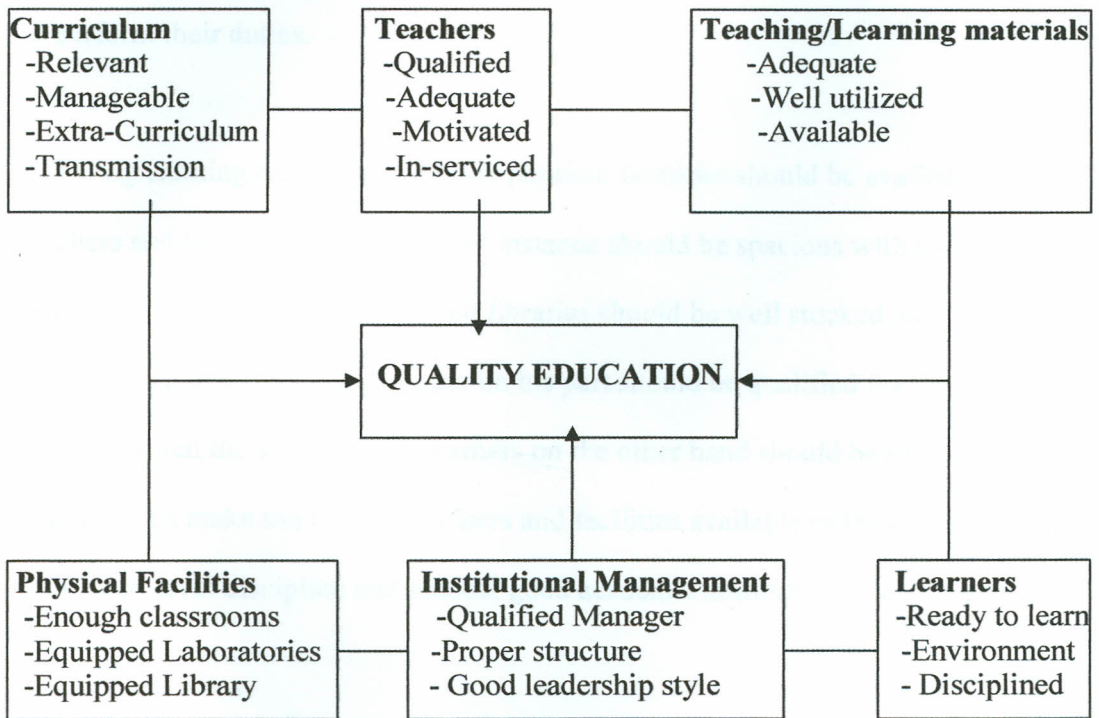 Curriculum
-Relevant
-Manageable
-Extra-Curriculum
-Transmission
Teachers
-Qualified
-Adequate
-Motivated
-In-serviced
Teaching/Learning materials
-Adequate
-Well utilized
-Available
QUALITY EDUCATION
Physical Facilities
-Enough classrooms
-Equipped Laboratories
-Equipped Library
Institutional Management
-Qualified Manager
-Proper structure
- Good leadership style
Learners
-Ready to learn
-Environment
- Disciplined